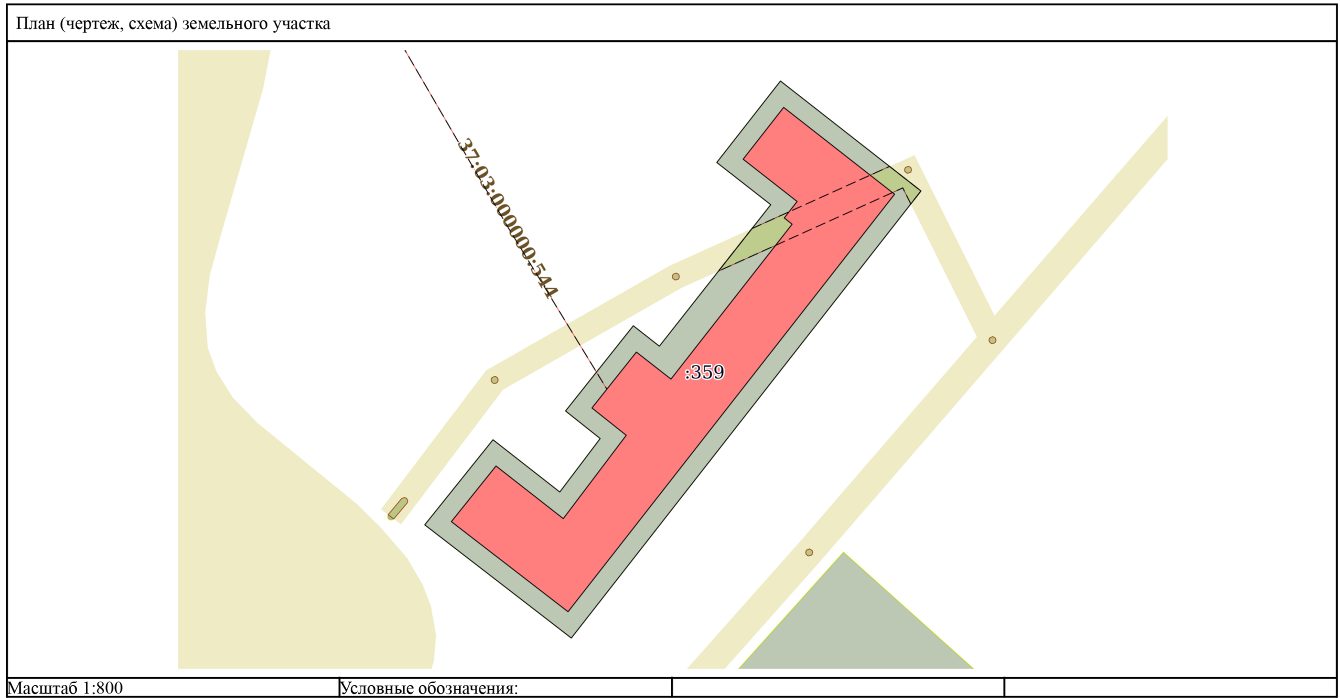 План (чертеж, схема) земельного участка
37:03:000000:544
:359
Масштаб 1:800
Условные обозначения: